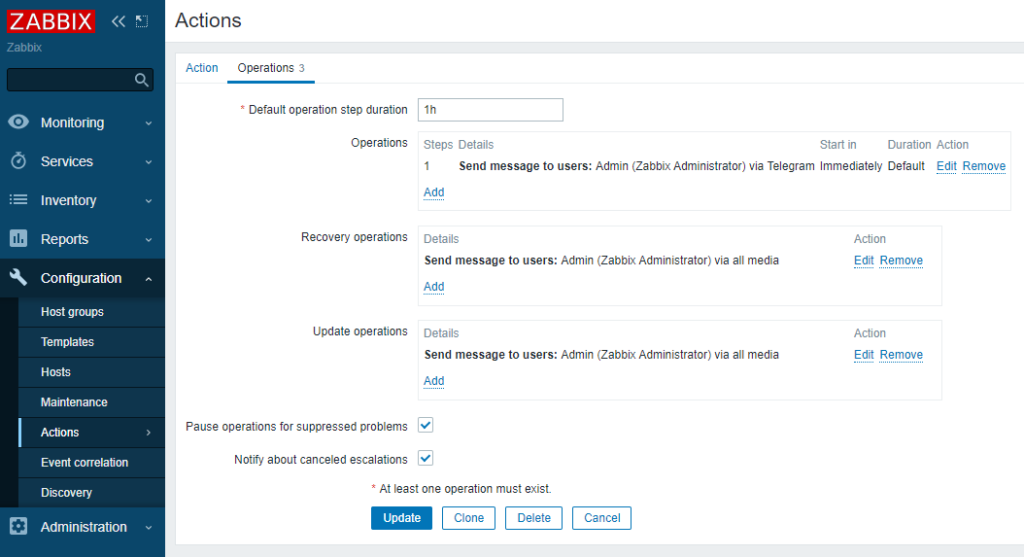 ZABBIX
Zabbix
Monitoring
Services
Inventory
Reports
Configuration
Host groups
Templates
Hosts
Maintenance
Actions
Event correlation
Discovery
Administration
Actions
Action Operations 3
* Default operation step duration 1h
Operations Steps Details Start in Duration Action
1 Send message to users: Admin (Zabbix Administrator) via Telegram Immediately Default Edit Remove
Add
Recovery operations Details Action
Send message to users: Admin (Zabbix Administrator) via all media Edit Remove
Add
Update operations Details Action
Send message to users: Admin (Zabbix Administrator) via all media Edit Remove
Add
Pause operations for suppressed problems
Notify about canceled escalations
* At least one operation must exist.
Update Clone Delete Cancel